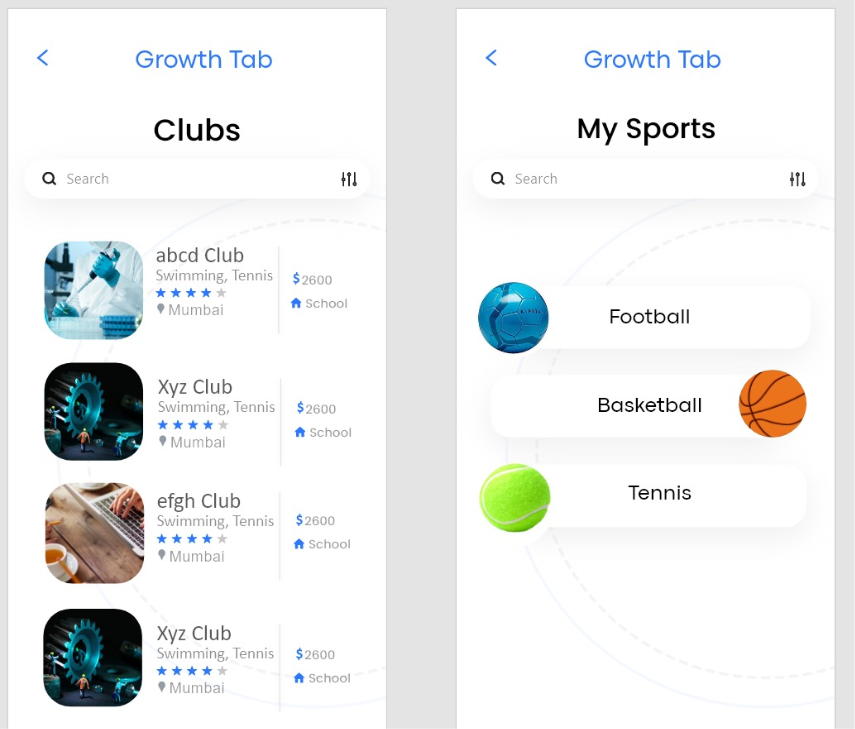 Growth Tab
Clubs
Search
abcd Club
Swimming, Tennis
Mumbai
$2600
School
Xyz Club
Swimming, Tennis
Mumbai
$2600
School
efgh Club
Swimming, Tennis
Mumbai
$2600
School
Xyz Club
Swimming, Tennis
Mumbai
$2600
School
Growth Tab
My Sports
Search
Football
Basketball
Tennis